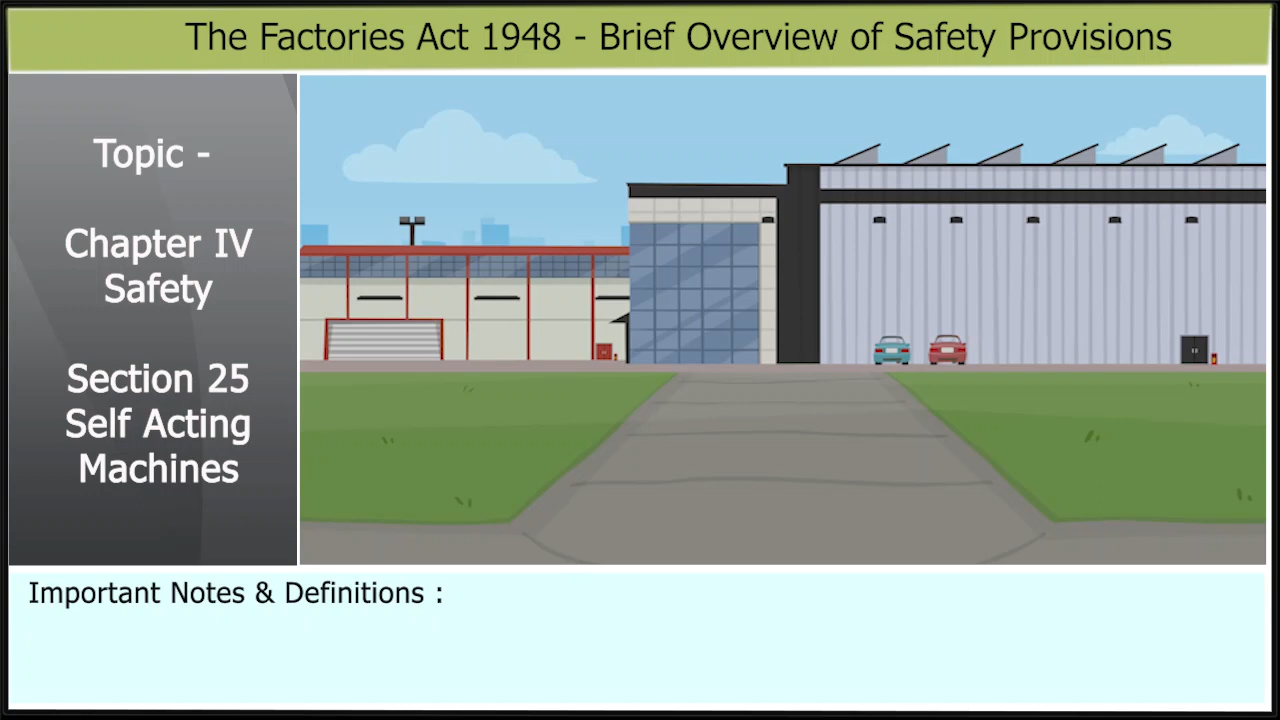 The Factories Act 1948 - Brief Overview of Safety Provisions
Topic -
Chapter IV
Safety
Section 25
Self Acting
Machines
Important Notes & Definitions :